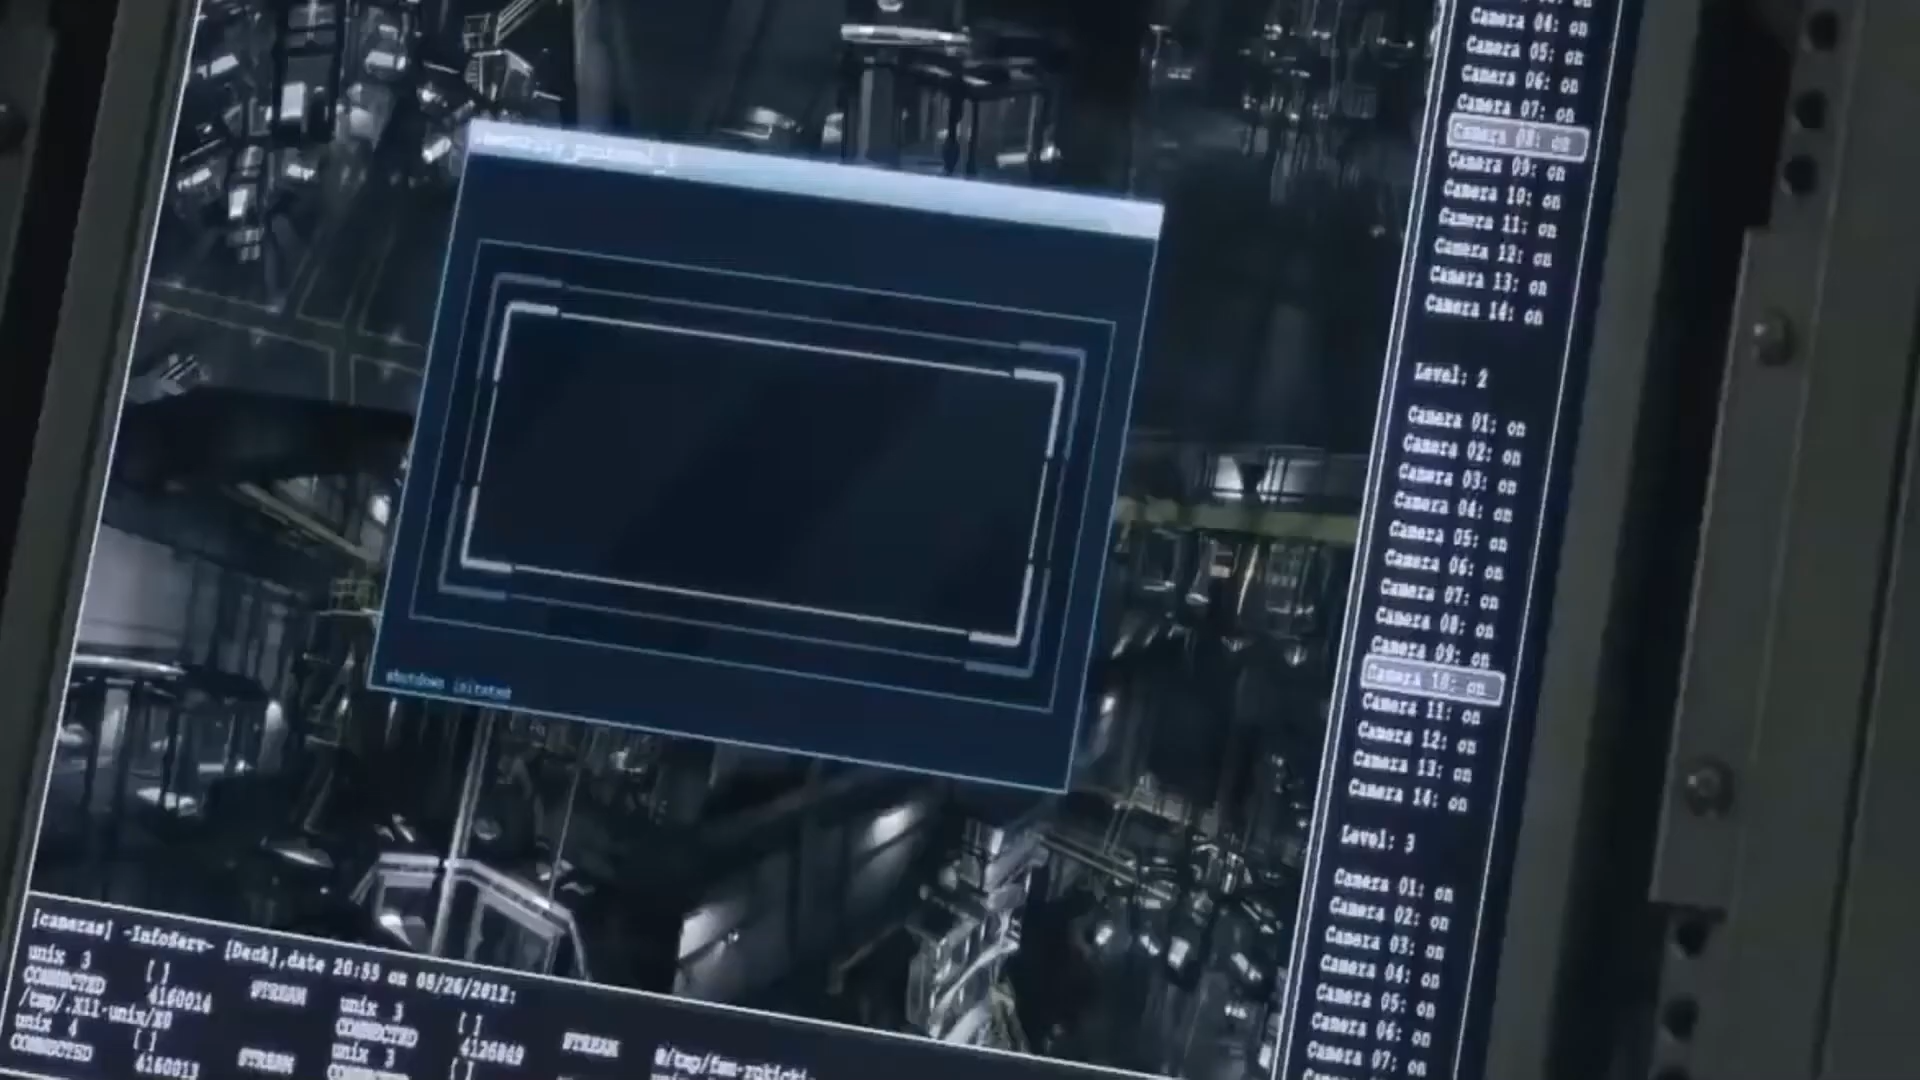 Camera 04: on
Camera 05: on
Camera 06: on
Camera 07: on
Camera 08: on
Camera 09: on
Camera 10: on
Camera 11: on
Camera 12: on
Camera 13: on
Camera 14: on
Level: 2
Camera 01: on
Camera 02: on
Camera 03: on
Camera 04: on
Camera 05: on
Camera 06: on
Camera 07: on
Camera 08: on
Camera 09: on
Camera 10: on
Camera 11: on
Camera 12: on
Camera 13: on
Camera 14: on
Level: 3
Camera 01: on
Camera 02: on
Camera 03: on
Camera 04: on
Camera 05: on
Camera 06: on
Camera 07: on
shutdown
[cameras] -InfoServ- [Deck],date 20:55 on 08/26/2012:
unix 3 [ ]
CONNECTED 4160014 STREAM
/tmp/.X11-unix/X0
unix 4 [ ]
CONNECTED 4160013 STREAM
unix 3 [ ]
CONNECTED 4126849 STREAM
unix 3 [ ]